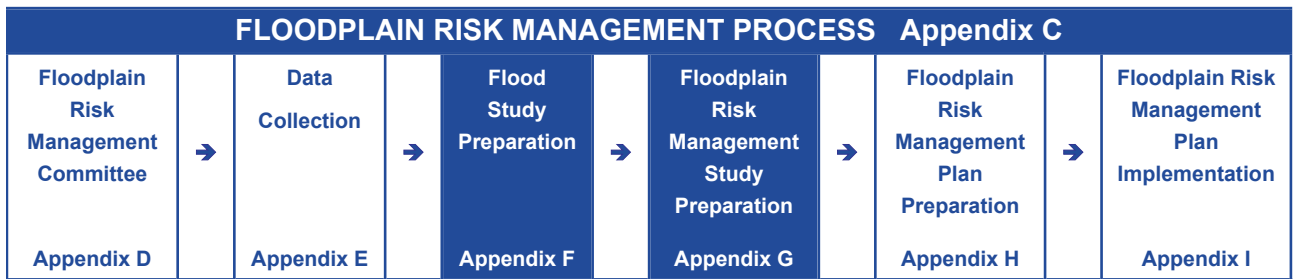 FLOODPLAIN RISK MANAGEMENT PROCESS Appendix C
Floodplain
Risk
Management
Committee
Appendix D
➔
Data
Collection
Appendix E
➔
Flood
Study
Preparation
Appendix F
➔
Floodplain
Risk
Management
Study
Preparation
Appendix G
➔
Floodplain
Risk
Management
Plan
Preparation
Appendix H
➔
Floodplain Risk
Management
Plan
Implementation
Appendix I